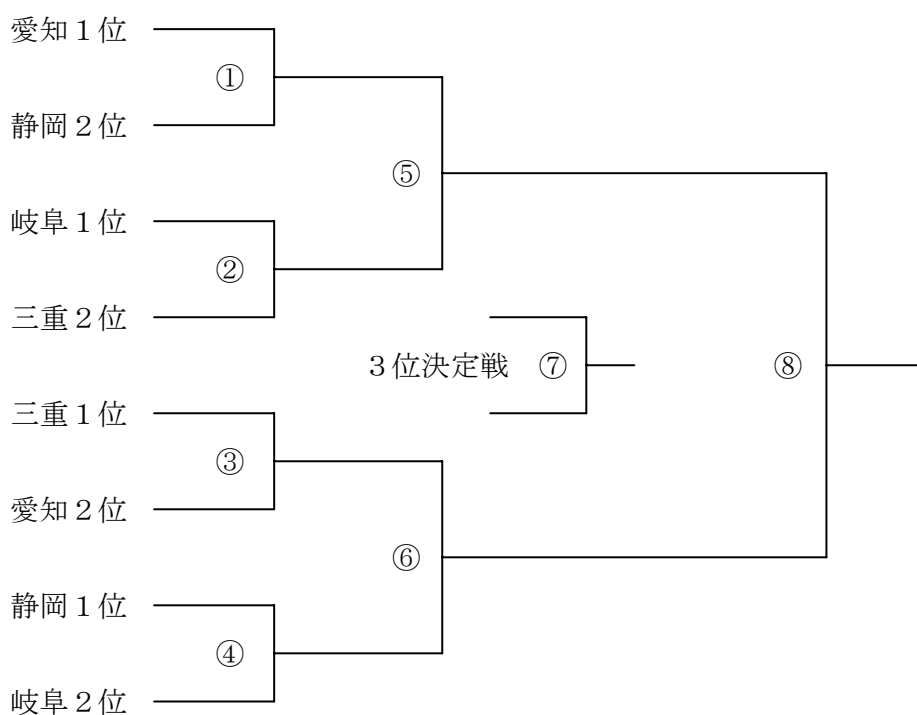 愛知１位
①
静岡２位
⑤
岐阜１位
②
三重２位
３位決定戦 ⑦
⑧
三重１位
③
愛知２位
⑥
静岡１位
④
岐阜２位